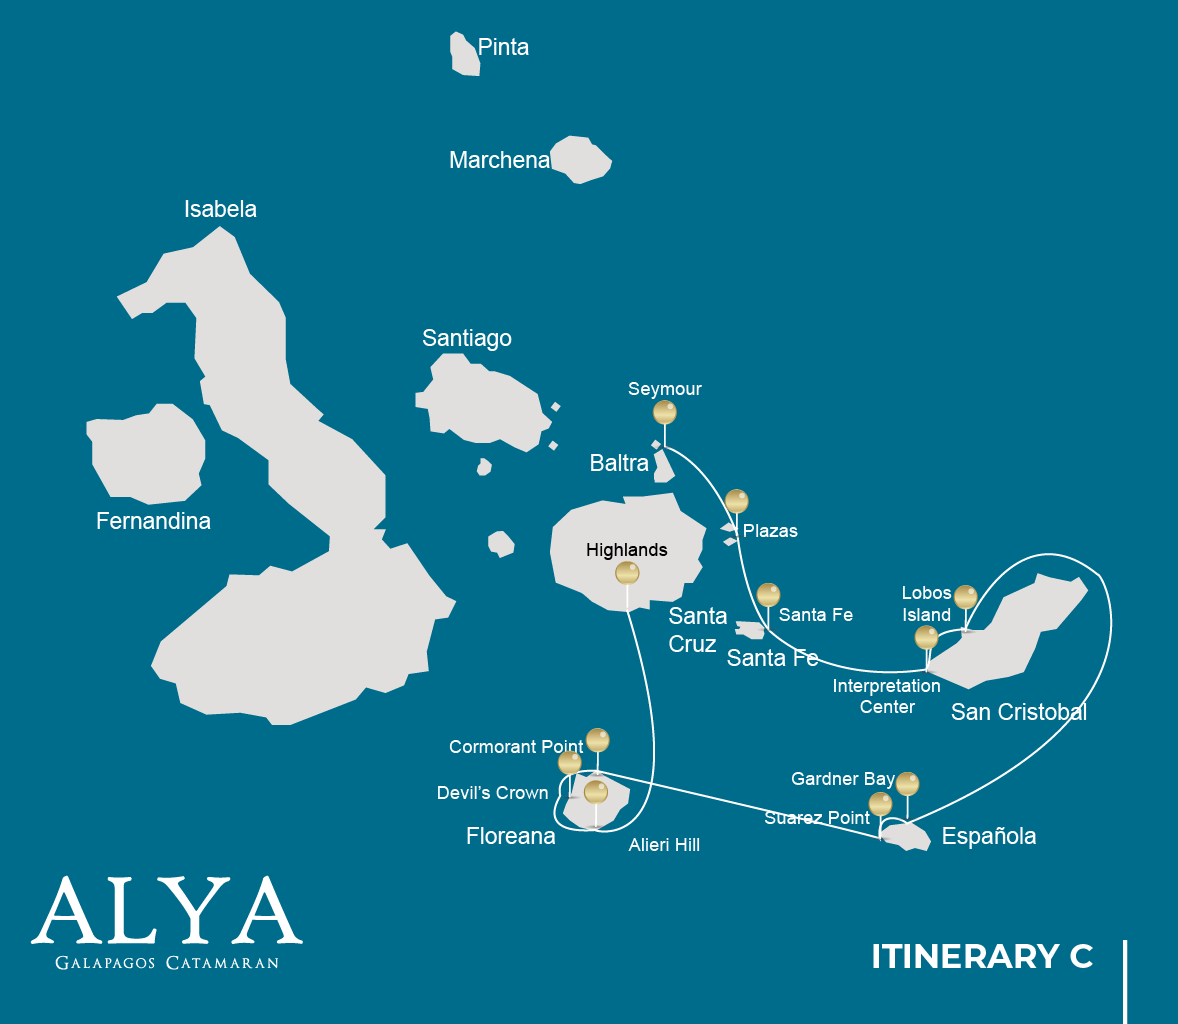 Pinta
Marchena
Isabela
Santiago
Seymour
Baltra
Fernandina
Plazas
Highlands
Santa
Cruz
Santa Fe
Santa Fe
Lobos
Island
Interpretation
Center
San Cristobal
Cormorant Point
Devil's Crown
Floreana
Alieri Hill
Gardner Bay
Suarez Point
Española
ALYA
Galapagos Catamaran
ITINERARY C